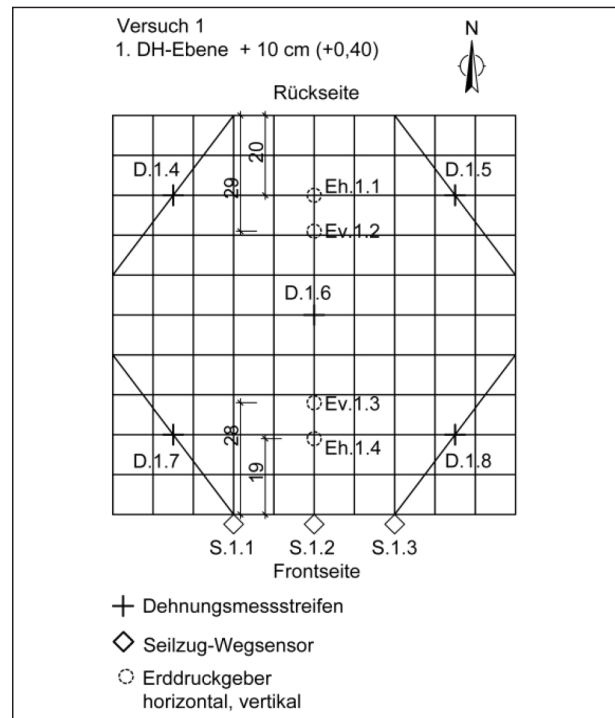 Versuch 1
1. DH-Ebene + 10 cm (+0,40)
N
Rückseite
20
29
D.1.4
D.1.5
Eh.1.1
Ev.1.2
D.1.6
Ev.1.3
Eh.1.4
28
19
D.1.7
D.1.8
S.1.1 S.1.2 S.1.3
Frontseite
Dehnungsmessstreifen
Seilzug-Wegsensor
Erddruckgeber
horizontal, vertikal